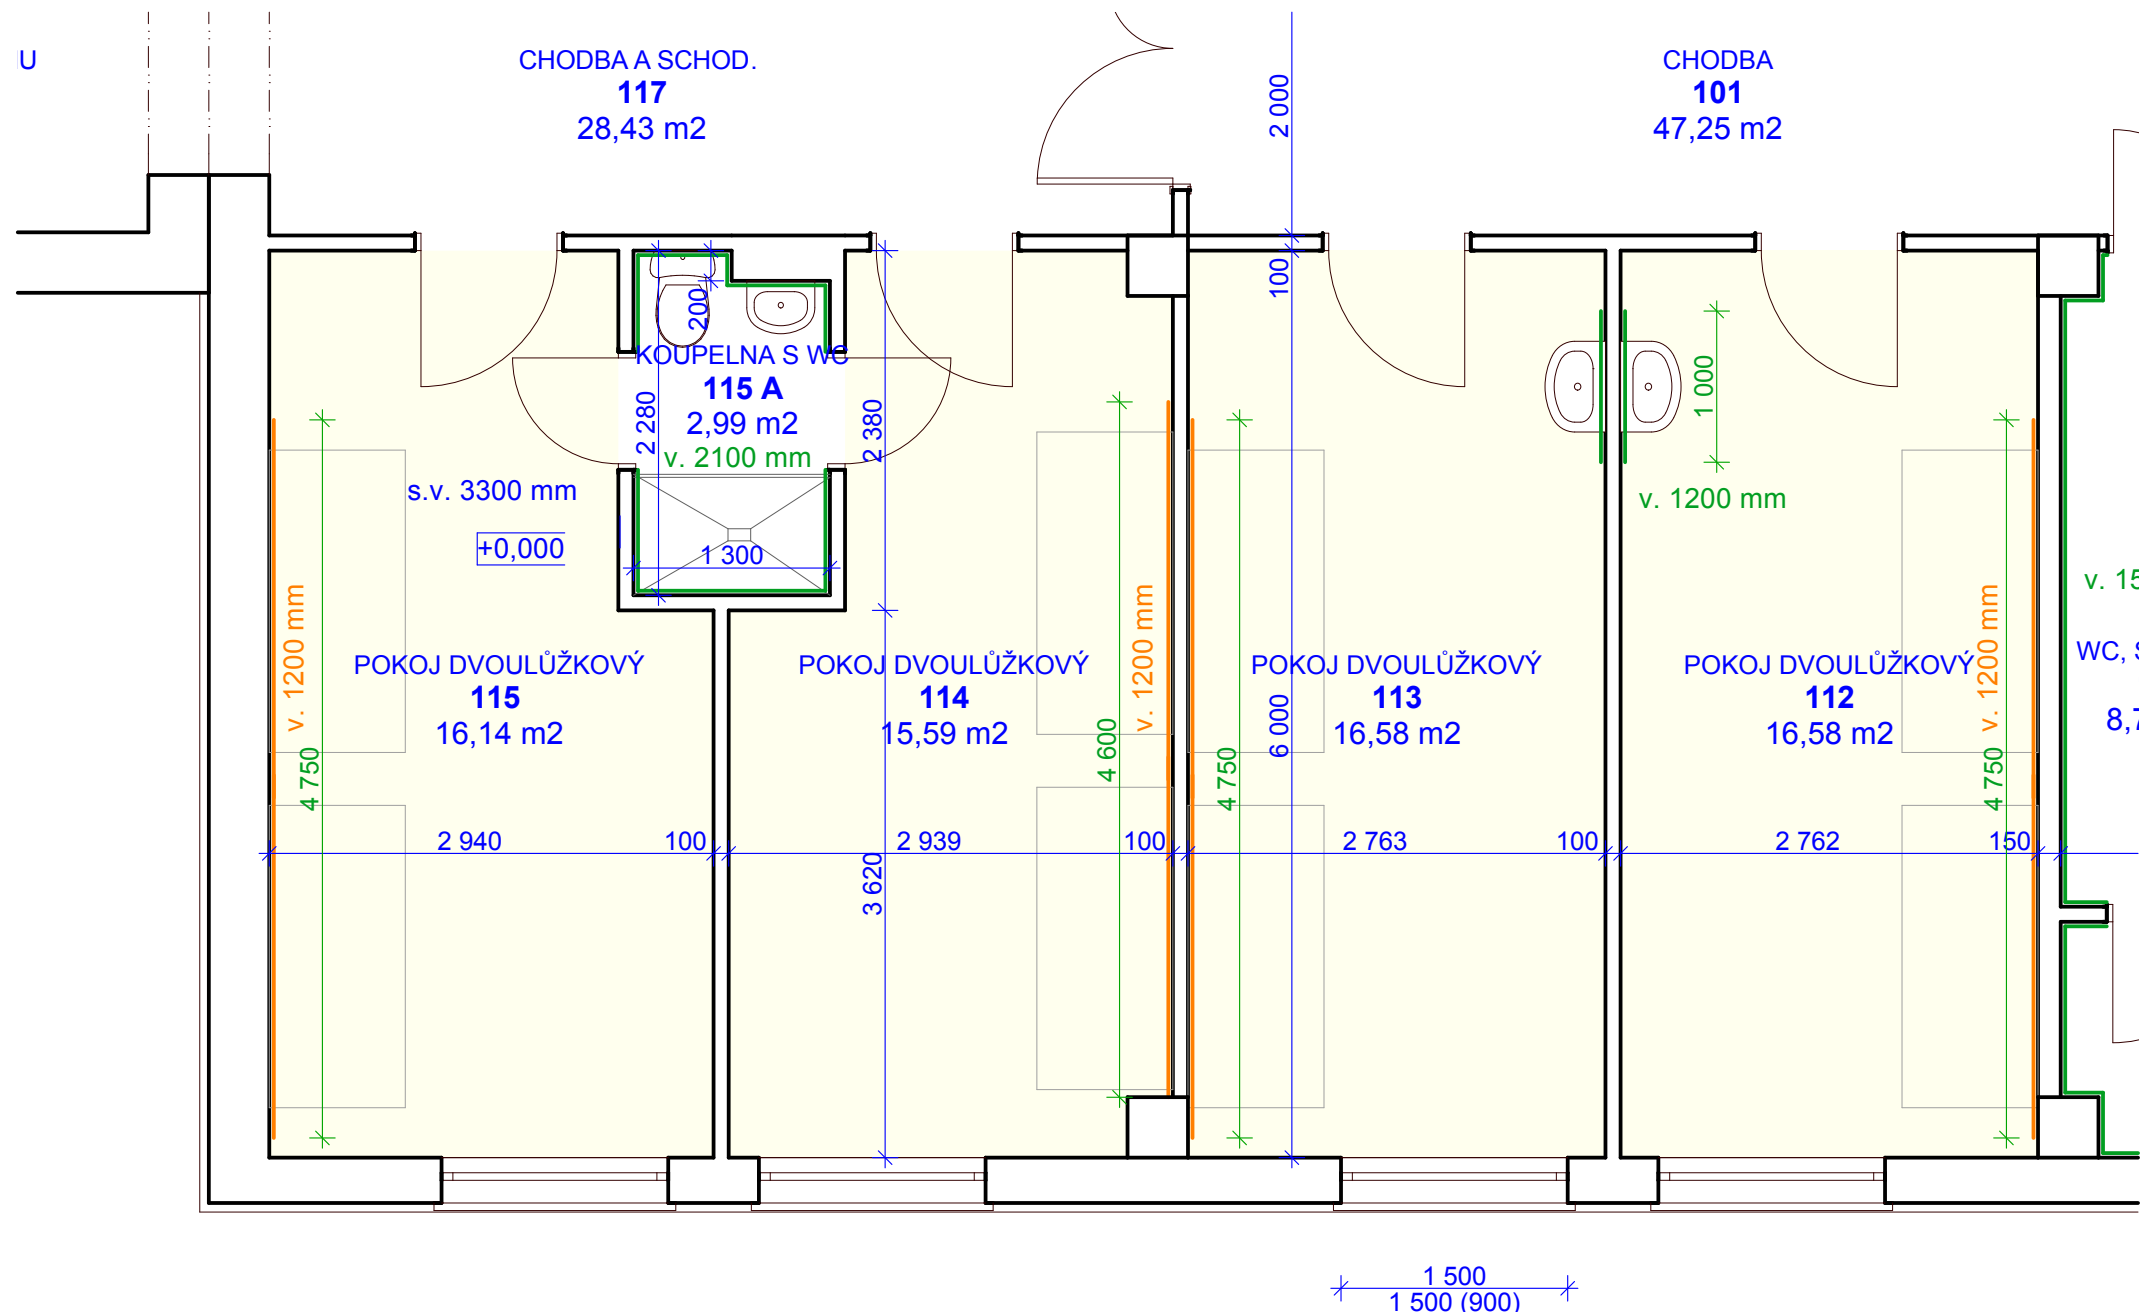 U
CHODBA A SCHOD.
117
28,43 m2
2 000
CHODBA
101
47,25 m2
100
200
KOUPELNA S WC
115 A
2,99 m2
v. 2100 mm
2 280
2 380
1 300
s.v. 3300 mm
+0,000
1 000
v. 1200 mm
v. 15
WC, S
8,7
v. 1200 mm
POKOJ DVOULŮŽKOVÝ
115
16,14 m2
4 750
POKOJ DVOULŮŽKOVÝ
114
15,59 m2
v. 1200 mm
4 600
POKOJ DVOULŮŽKOVÝ
113
16,58 m2
4 750
6 000
POKOJ DVOULŮŽKOVÝ
112
16,58 m2
v. 1200 mm
4 750
2 940
100
2 939
100
2 763
100
2 762
150
3 620
1 500
1 500 (900)